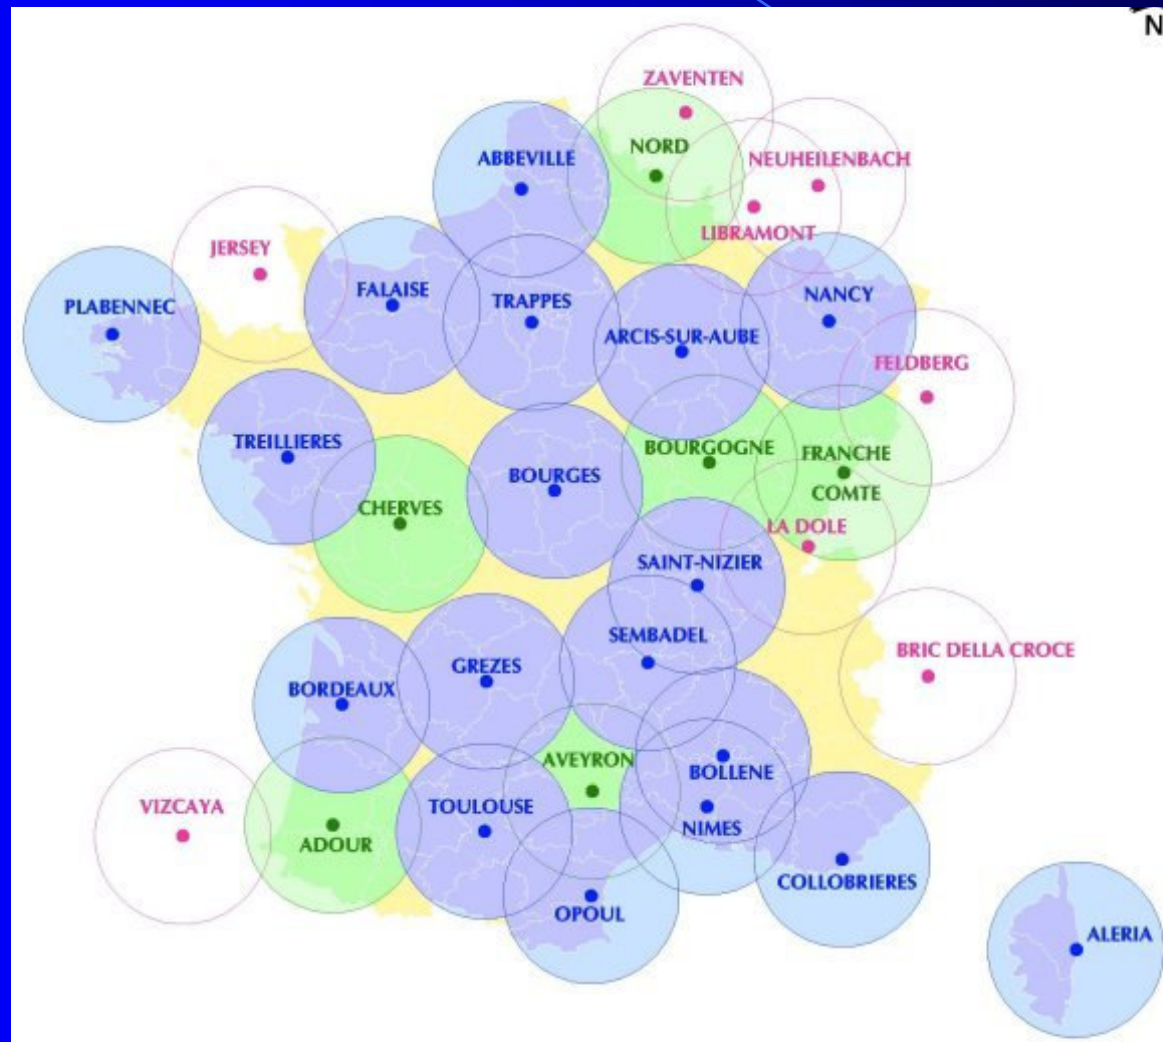 N
ZAVENTEN
NORD
ABBEVILLE
NEUHEILENBACH
LIBRAMONT
JERSEY
PLABENNEC
FALAISE
TRAPPES
NANCY
ARCIS-SUR-AUBE
FELDBERG
TREILLIERES
BOURGOGNE
FRANCHE
COMTE
BOURGES
CHERVES
LA DOLE
SAINT-NIZIER
SEMBADEL
BRIC DELLA CROCE
GREZES
BORDEAUX
AVEYRON
BOLLENE
VIZCAYA
TOULOUSE
NIMES
ADOUR
COLLOBRIERES
OPOUL
ALERIA